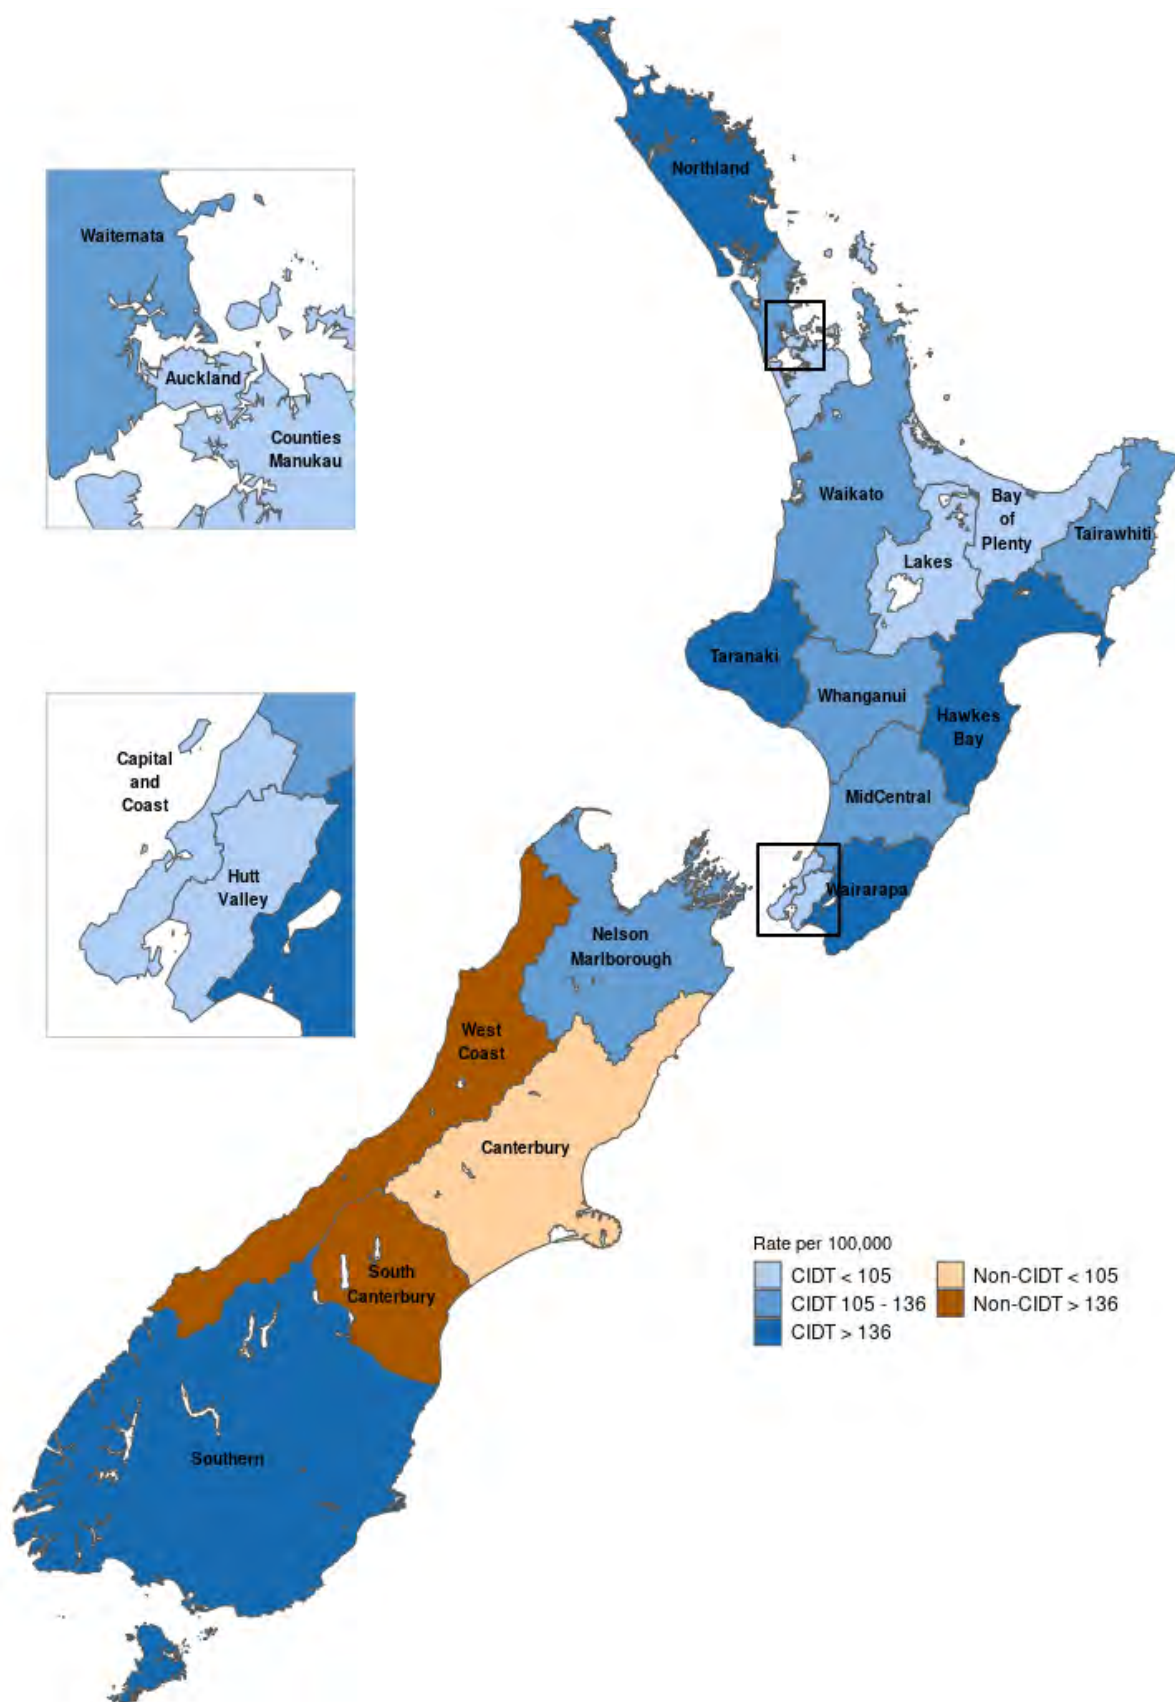 Northland
Waitemata
Auckland
Counties
Manukau
Waikato
Bay
of
Plenty
Tairawhiti
Lakes
Taranaki
Whanganui
Hawkes
Bay
MidCentral
Wairarapa
Capital
and
Coast
Hutt
Valley
Nelson
Marlborough
West
Coast
Canterbury
South
Canterbury
Southern
Rate per 100,000
CIDT < 105
CIDT 105 - 136
CIDT > 136
Non-CIDT < 105
Non-CIDT > 136